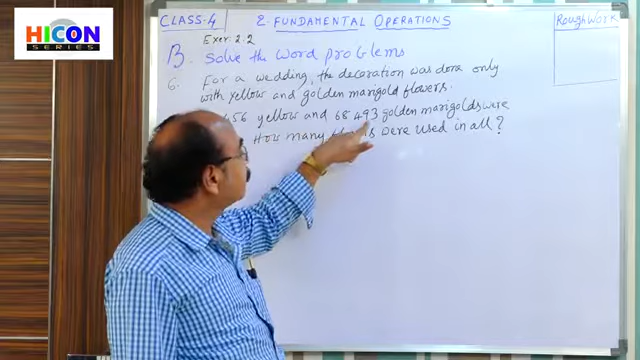 HICON
SERIES
CLASS-4
2. FUNDAMENTAL OPERATIONS
Rough Work
Exer 2.2
B. Solve the word problems
6. For a wedding, the decoration was done only
with yellow and golden marigold flowers.
456 yellow and 68 493 golden marigolds were
How many were used in all?